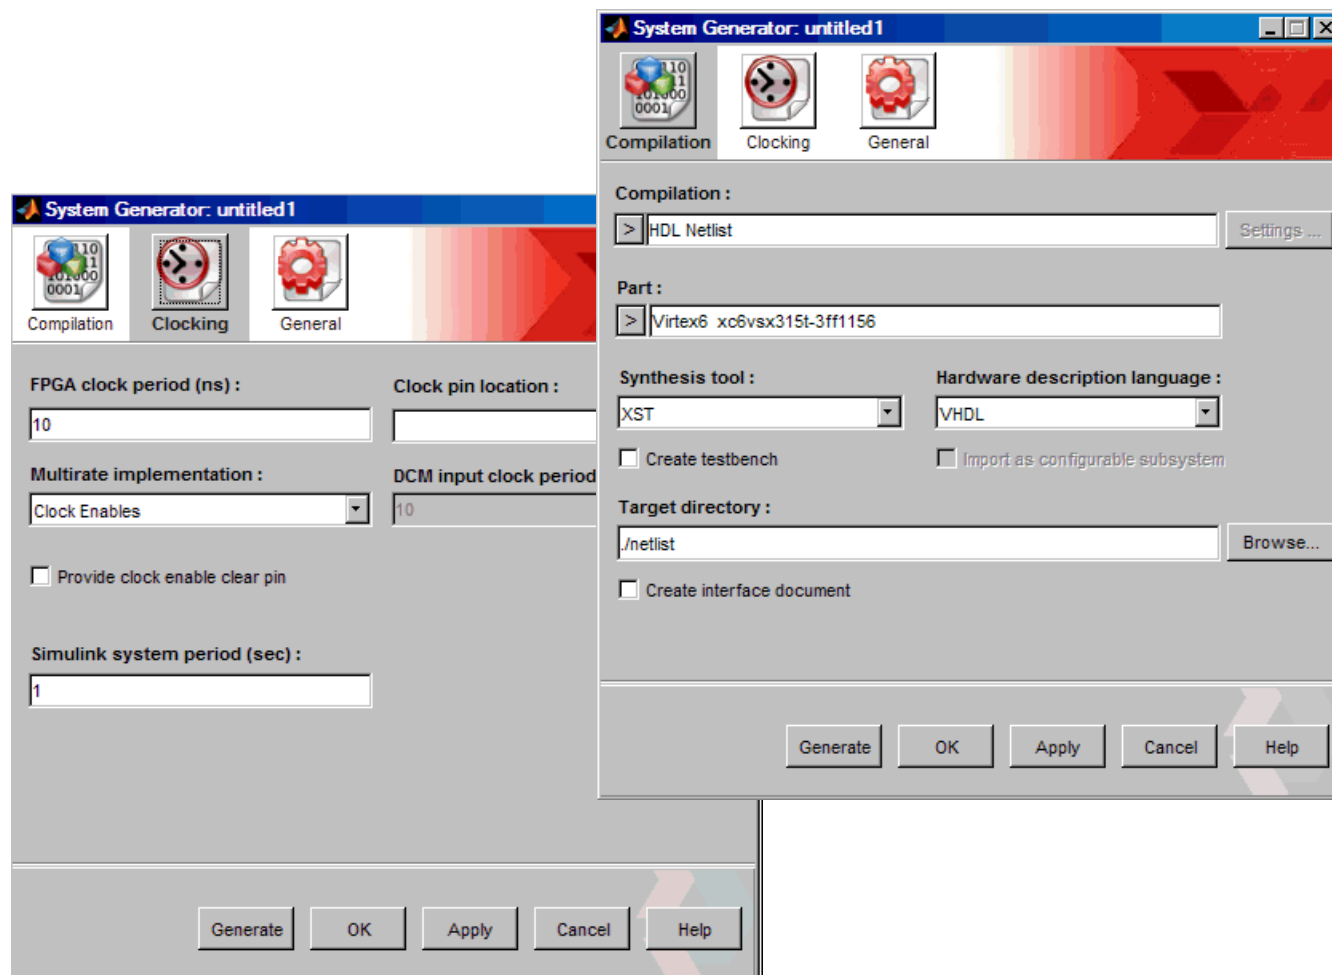 System Generator: untitled1
Compilation
Clocking
General
Compilation :
> HDL Netlist
Settings ...
Part :
> Virtex6 xc6vsx315t-3ff1156
Synthesis tool :
Hardware description language :
XST
VHDL
Create testbench
Import as configurable subsystem
Target directory :
./netlist
Browse...
Create interface document
Generate
OK
Apply
Cancel
Help
System Generator: untitled1
Compilation
Clocking
General
FPGA clock period (ns) :
Clock pin location :
10
Multirate implementation :
DCM input clock period
Clock Enables
10
Provide clock enable clear pin
Simulink system period (sec) :
1
Generate
OK
Apply
Cancel
Help